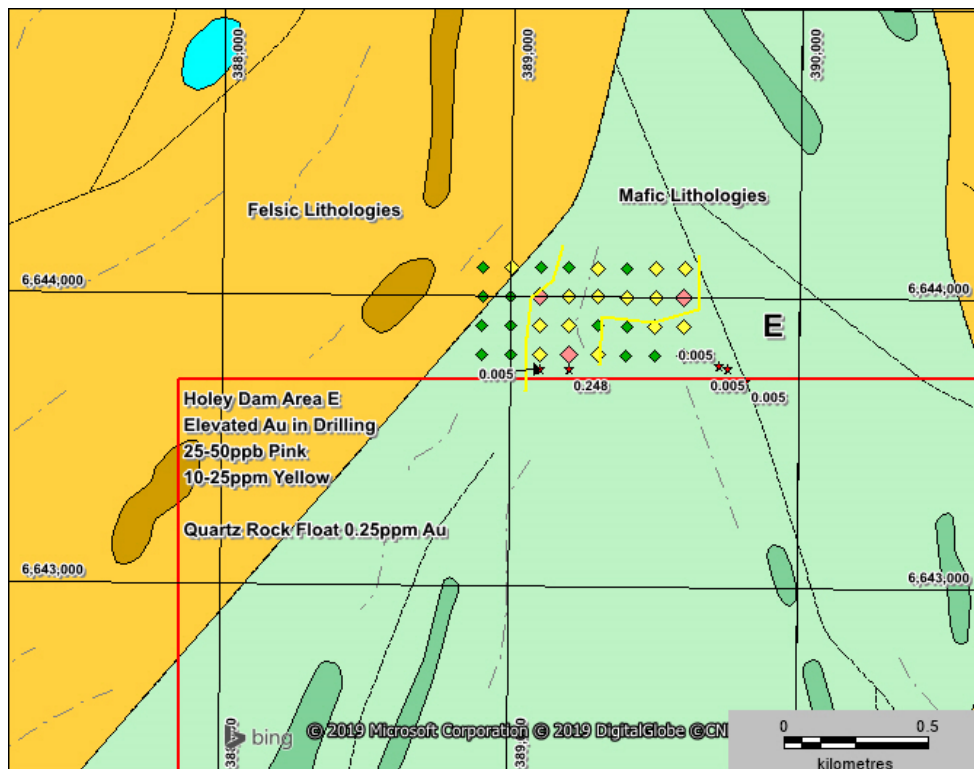 388,000
389,000
390,000
Felsic Lithologies
Mafic Lithologies
6,644,000
6,644,000
E
0.005
0.005
0.248
0.005
0.005
Holey Dam Area E
Elevated Au in Drilling
25-50ppb Pink
10-25ppm Yellow
Quartz Rock Float 0.25ppm Au
6,643,000
6,643,000
bing
© 2019 Microsoft Corporation © 2019 DigitalGlobe ©CN
0 0.5
kilometres